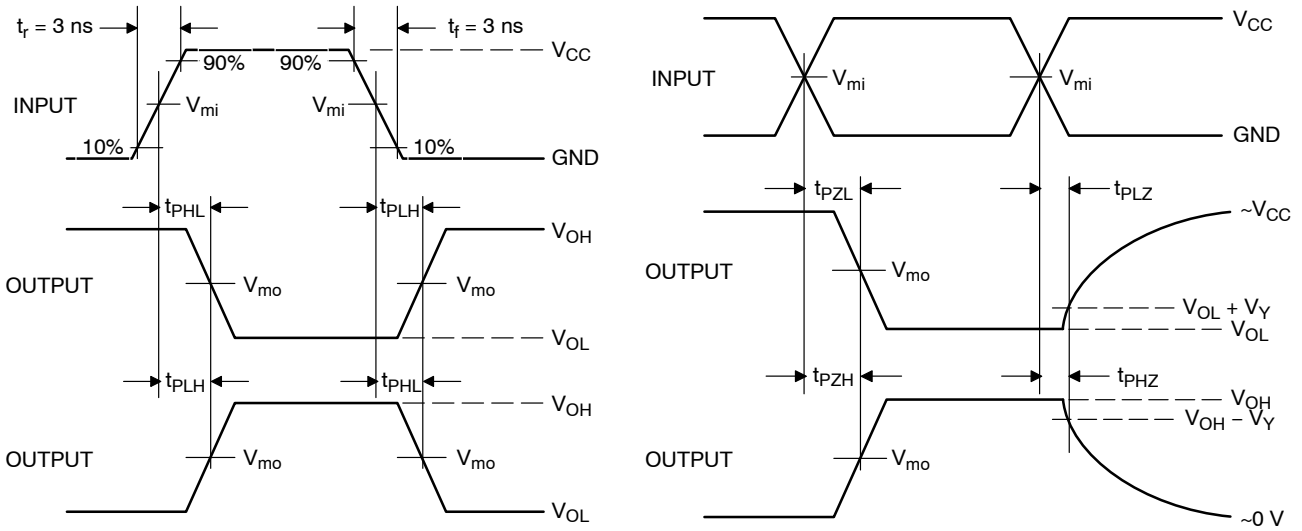 t_r = 3 ns
t_f = 3 ns
V_CC
90%
90%
INPUT
V_mi
V_mi
10%
10%
GND
t_PHL
t_PLH
V_OH
OUTPUT
V_mo
V_mo
V_OL
t_PLH
t_PHL
V_OH
OUTPUT
V_mo
V_mo
V_OL
V_CC
INPUT
V_mi
V_mi
GND
t_PZL
t_PLZ
~V_CC
OUTPUT
V_mo
V_OL + V_Y
V_OL
t_PZH
t_PHZ
V_OH
V_OH – V_Y
OUTPUT
V_mo
~0 V